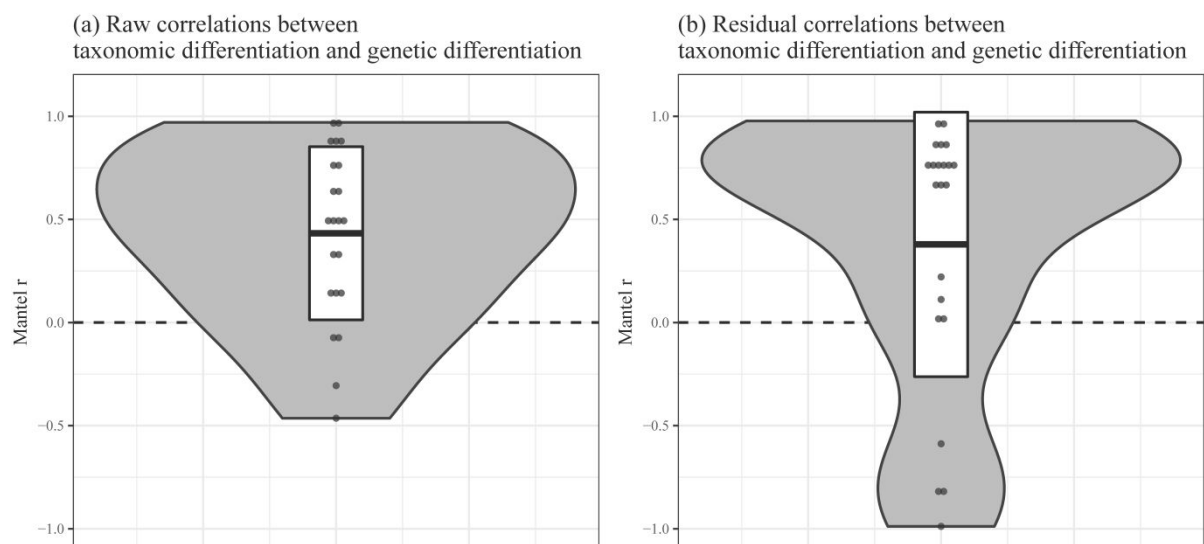 (a) Raw correlations between
taxonomic differentiation and genetic differentiation
1.0
0.5
0.0
−0.5
−1.0
Mantel r
(b) Residual correlations between
taxonomic differentiation and genetic differentiation
1.0
0.5
0.0
−0.5
−1.0
Mantel r